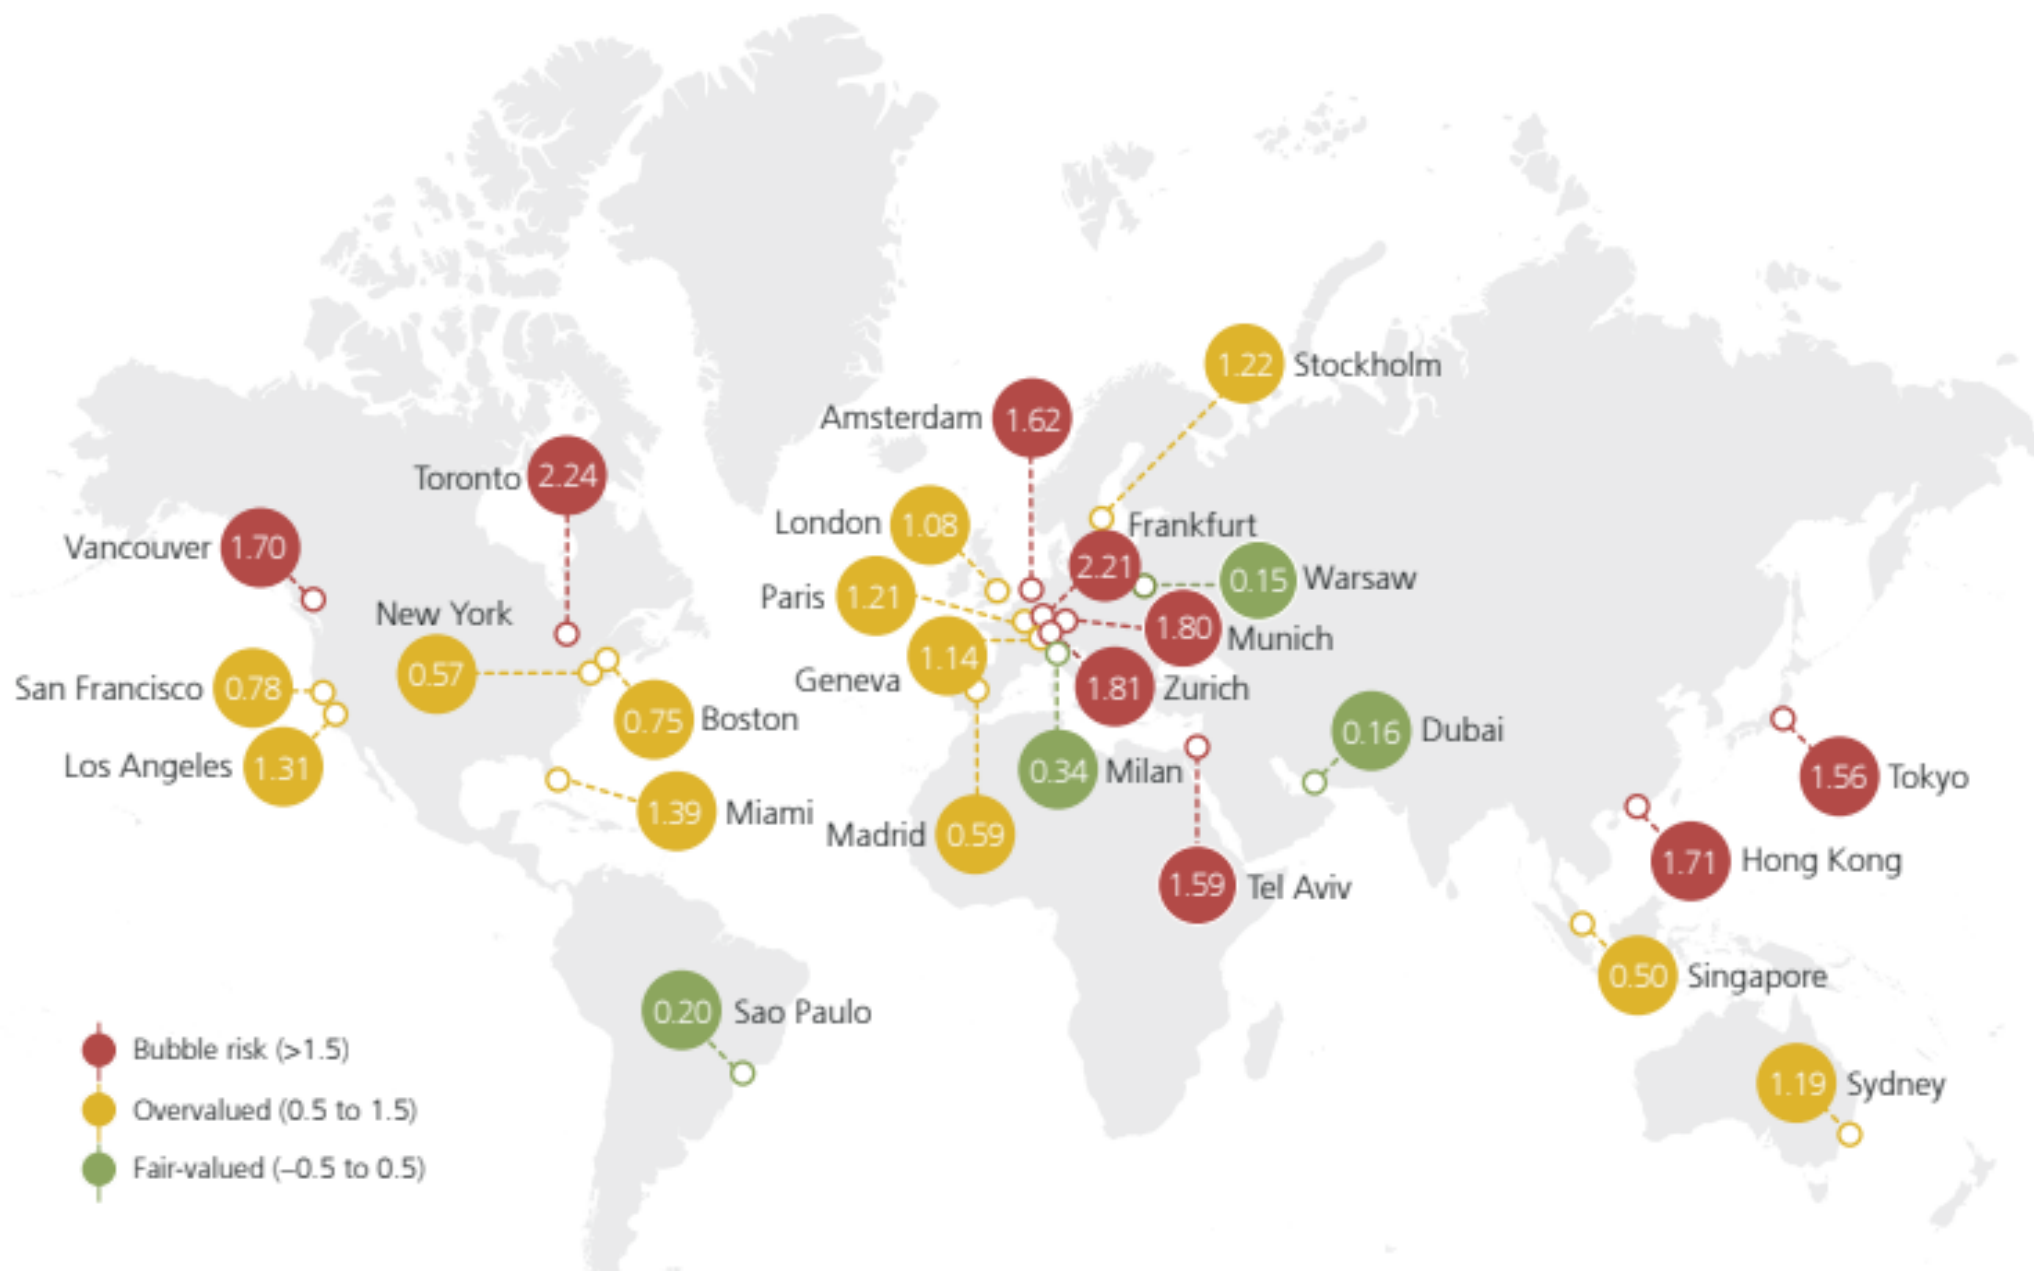 1.22 Stockholm
Amsterdam 1.62
Toronto 2.24
London 1.08
Frankfurt
Vancouver 1.70
2.21
0.15 Warsaw
Paris 1.21
New York
1.80 Munich
1.14
Geneva
0.57
San Francisco 0.78
1.81 Zurich
0.75 Boston
0.16 Dubai
Los Angeles 1.31
0.34 Milan
1.56 Tokyo
1.39 Miami
Madrid 0.59
1.71 Hong Kong
1.59 Tel Aviv
0.50 Singapore
0.20 Sao Paulo
1.19 Sydney
Bubble risk (>1.5)
Overvalued (0.5 to 1.5)
Fair-valued (–0.5 to 0.5)